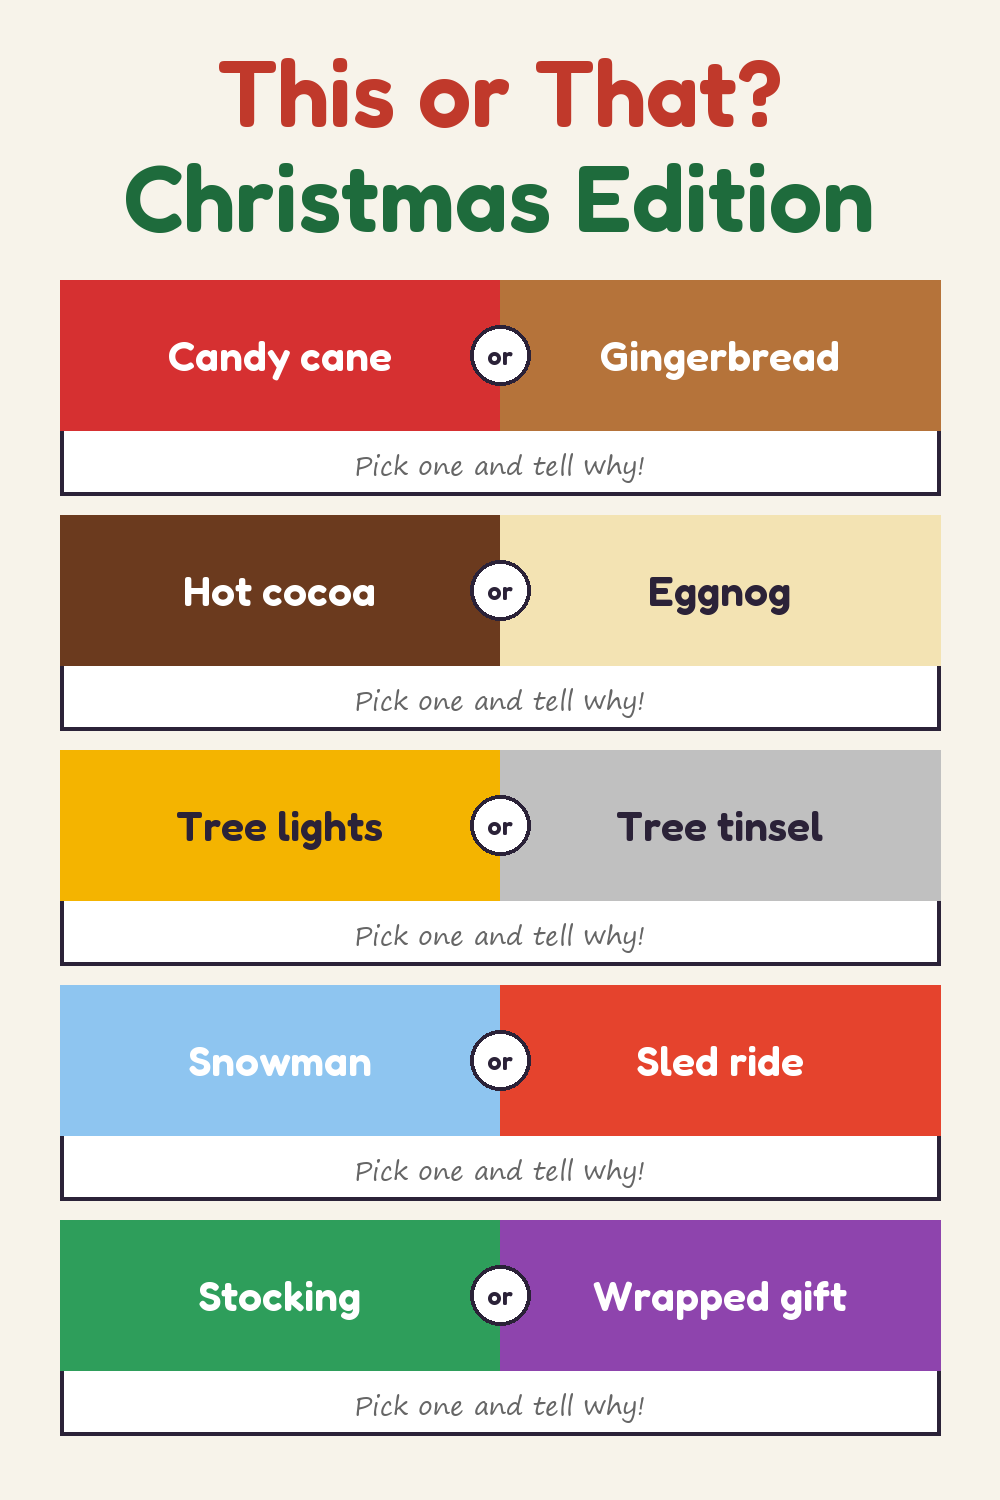 This or That?
Christmas Edition
Candy cane or Gingerbread
Pick one and tell why!
Hot cocoa or Eggnog
Pick one and tell why!
Tree lights or Tree tinsel
Pick one and tell why!
Snowman or Sled ride
Pick one and tell why!
Stocking or Wrapped gift
Pick one and tell why!